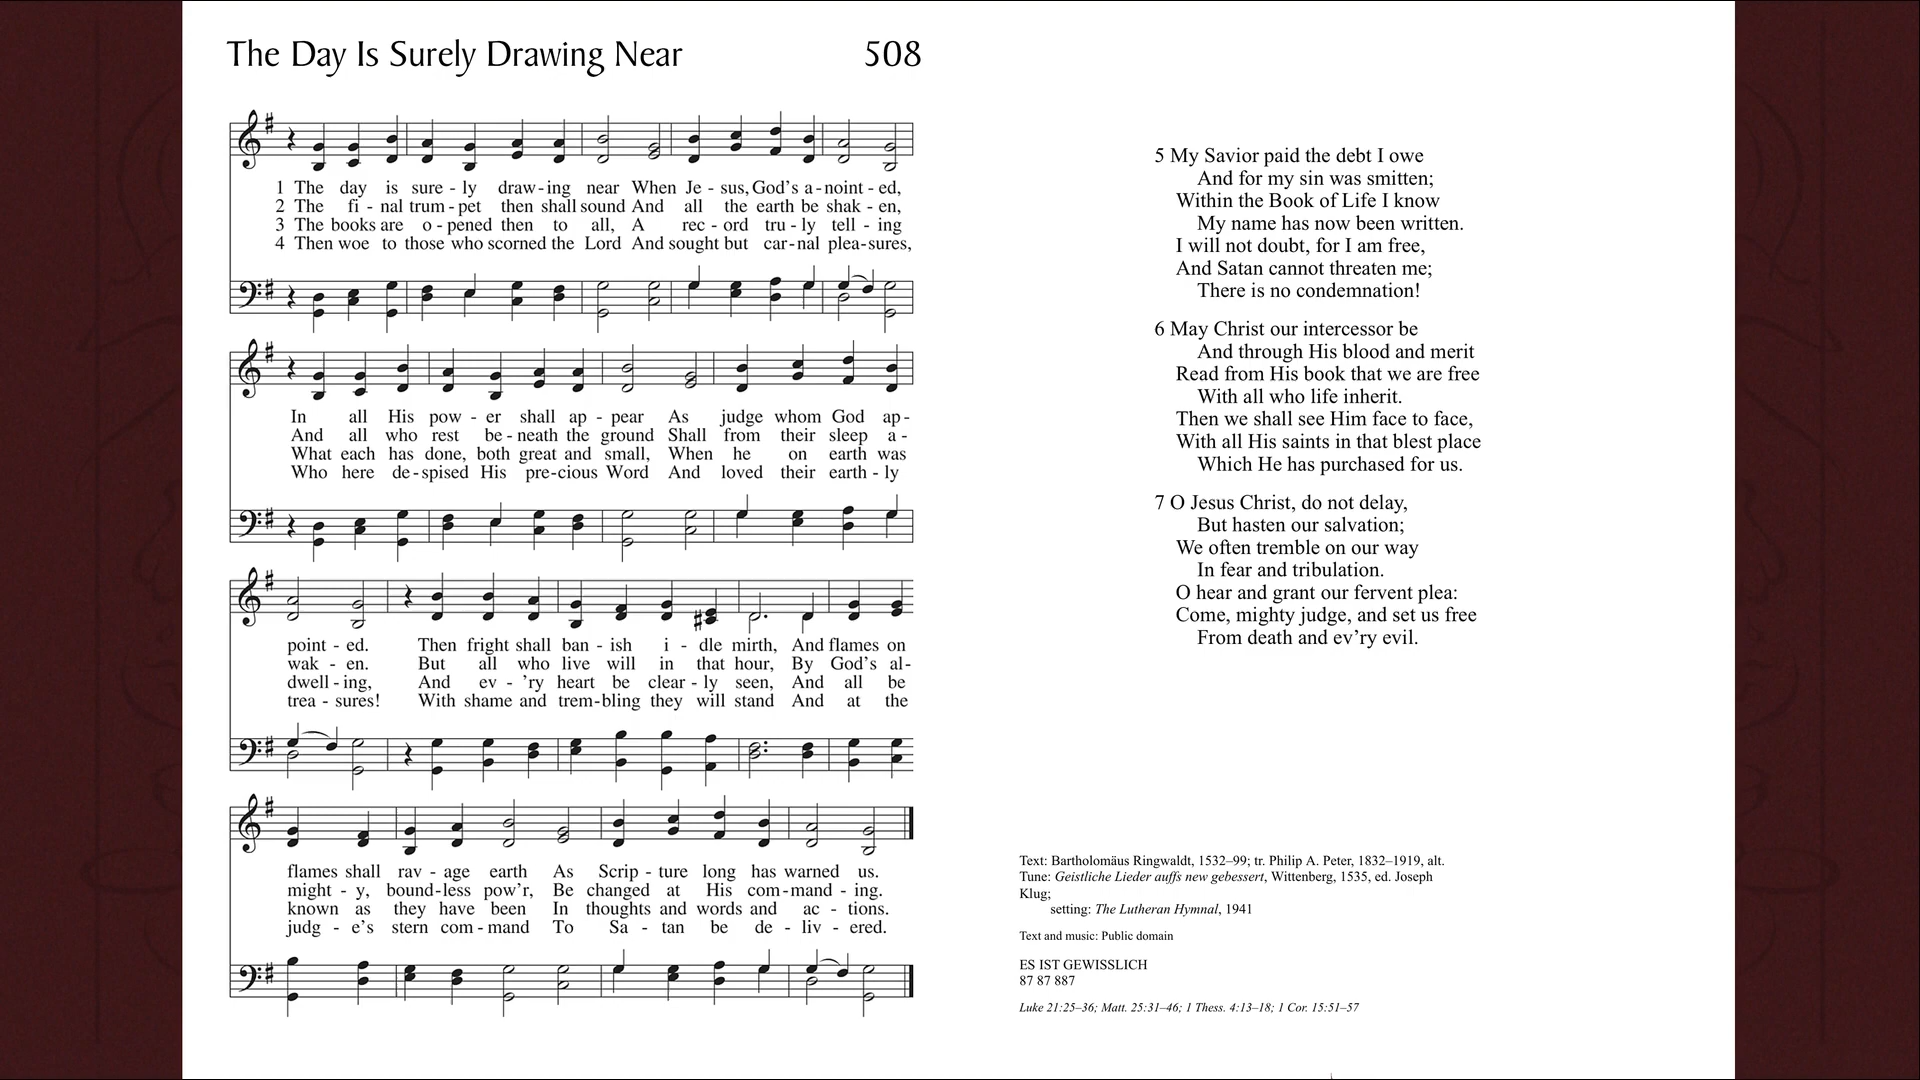 The Day Is Surely Drawing Near 508
1 The day is sure - ly draw - ing near When Je - sus, God's a - noint - ed,
2 The fi - nal trum - pet then shall sound And all the earth be shak - en,
3 The books are o - pened then to all, A rec - ord tru - ly tell - ing
4 Then woe to those who scorned the Lord And sought but car - nal plea - sures,
In all His pow - er shall ap - pear As judge whom God ap -
And all who rest be - neath the ground Shall from their sleep a -
What each has done, both great and small, When he on earth was
Who here de - spised His pre - cious Word And loved their earth - ly
point - ed. Then fright shall ban - ish i - dle mirth, And flames on
wak - en. But all who live will in that hour, By God's al -
dwell - ing, And ev - 'ry heart be clear - ly seen, And all be
trea - sures! With shame and trem - bling they will stand And at the
flames shall rav - age earth As Scrip - ture long has warned us.
might - y, bound - less pow'r, Be changed at His com - mand - ing.
known as they have been In thoughts and words and ac - tions.
judg - e's stern com - mand To Sa - tan be de - liv - ered.
5 My Savior paid the debt I owe
And for my sin was smitten;
Within the Book of Life I know
My name has now been written.
I will not doubt, for I am free,
And Satan cannot threaten me;
There is no condemnation!
6 May Christ our intercessor be
And through His blood and merit
Read from His book that we are free
With all who life inherit.
Then we shall see Him face to face,
With all His saints in that blest place
Which He has purchased for us.
7 O Jesus Christ, do not delay,
But hasten our salvation;
We often tremble on our way
In fear and tribulation.
O hear and grant our fervent plea:
Come, mighty judge, and set us free
From death and ev'ry evil.
Text: Bartholomäus Ringwaldt, 1532–99; tr. Philip A. Peter, 1832–1919, alt.
Tune: Geistliche Lieder auffs new gebessert, Wittenberg, 1535, ed. Joseph
Klug;
setting: The Lutheran Hymnal, 1941
Text and music: Public domain
ES IST GEWISSLICH
87 87 887
Luke 21:25–36; Matt. 25:31–46; 1 Thess. 4:13–18; 1 Cor. 15:51–57